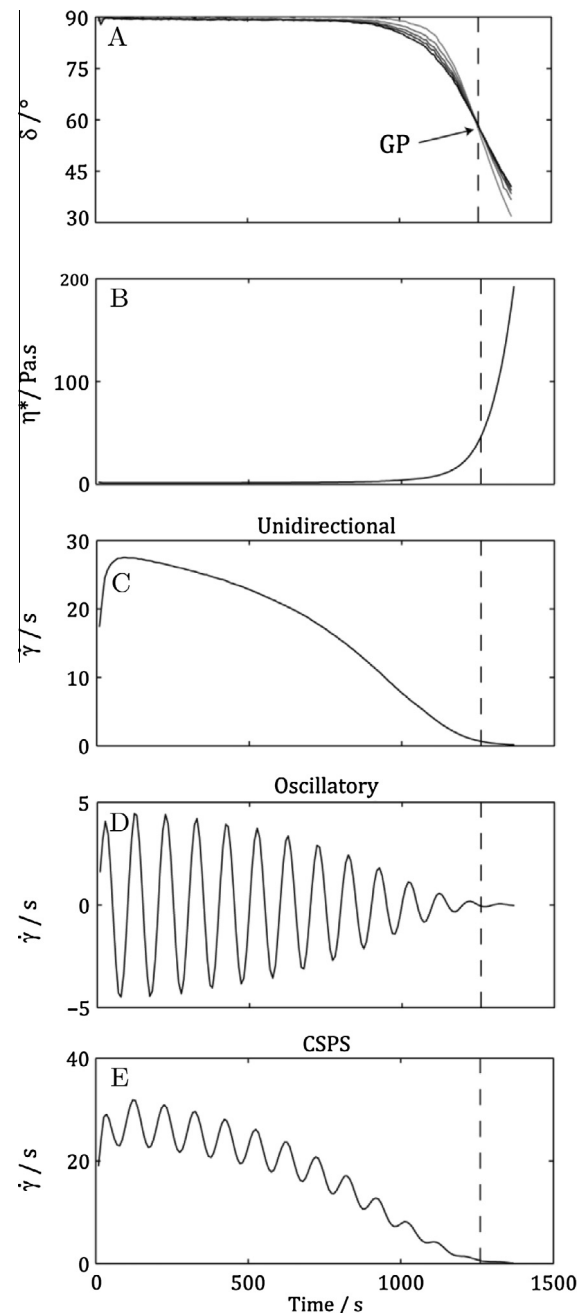 90
A
75
δ / °
60
GP
45
30
200
B
η* / Pa.s
100
0
Unidirectional
30
C
20
γ̇ / s
10
0
Oscillatory
5
D
γ̇ / s
0
−5
CSPS
40
E
γ̇ / s
20
0
0 500 1000 1500
Time / s